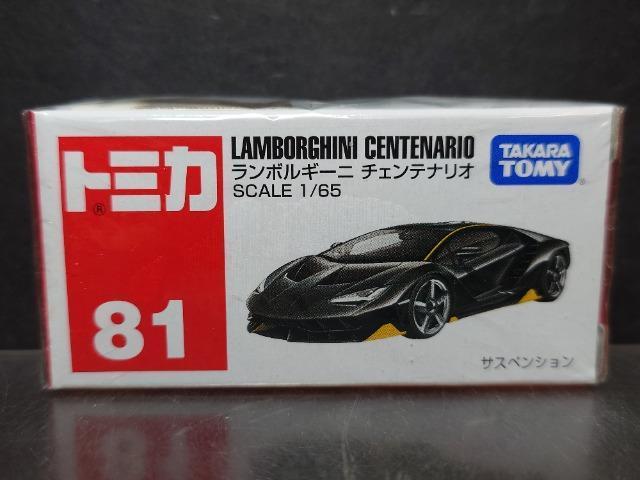 トミカ
®
81
LAMBORGHINI CENTENARIO
ランボルギーニ チェンテナリオ
SCALE 1/65
TAKARA
TOMY
®
サスペンション